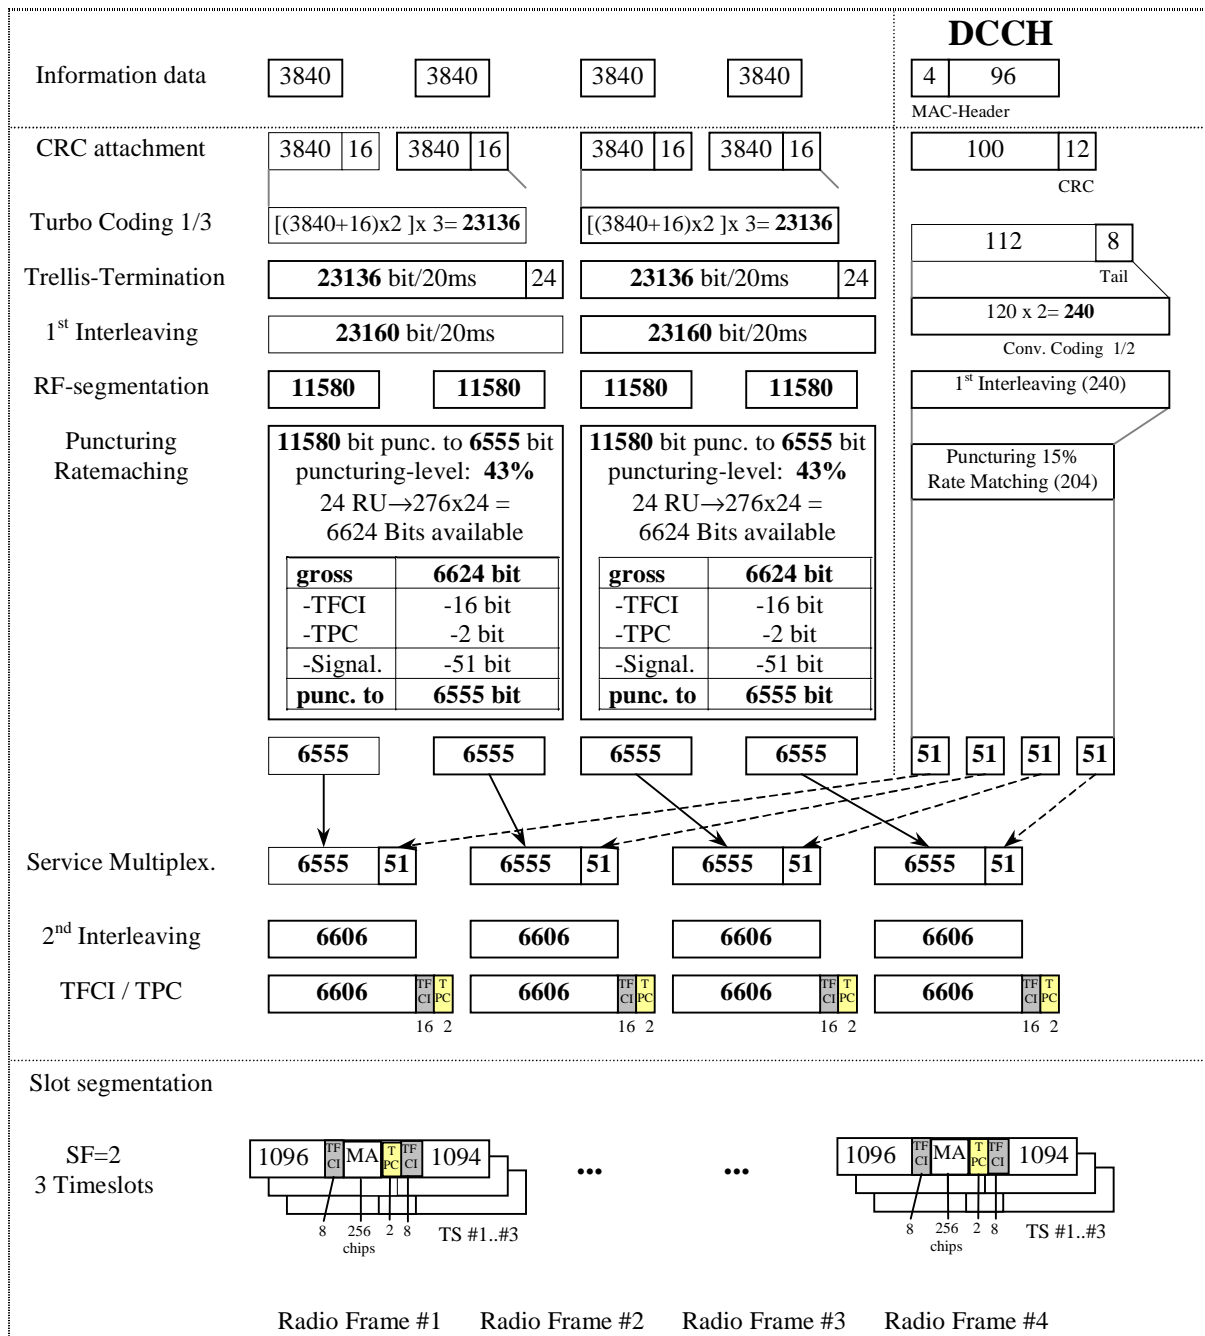 DCCH
Information data 3840 3840 3840 3840 4 96
MAC-Header
CRC attachment 3840 16 3840 16 3840 16 3840 16 100 12
CRC
Turbo Coding 1/3 [(3840+16)x2 ]x 3= 23136 [(3840+16)x2 ]x 3= 23136
112 8
Tail
Trellis-Termination 23136 bit/20ms 24 23136 bit/20ms 24
120 x 2= 240
1st Interleaving 23160 bit/20ms 23160 bit/20ms
Conv. Coding 1/2
RF-segmentation 11580 11580 11580 11580 1st Interleaving (240)
Puncturing
Ratemaching
11580 bit punc. to 6555 bit
puncturing-level: 43%
24 RU→276x24 =
6624 Bits available
gross 6624 bit
-TFCI -16 bit
-TPC -2 bit
-Signal. -51 bit
punc. to 6555 bit
11580 bit punc. to 6555 bit
puncturing-level: 43%
24 RU→276x24 =
6624 Bits available
gross 6624 bit
-TFCI -16 bit
-TPC -2 bit
-Signal. -51 bit
punc. to 6555 bit
Puncturing 15%
Rate Matching (204)
6555 6555 6555 6555 51 51 51 51
Service Multiplex. 6555 51 6555 51 6555 51 6555 51
2nd Interleaving 6606 6606 6606 6606
TFCI / TPC 6606 TF CI T PC 6606 TF CI T PC 6606 TF CI T PC 6606 TF CI T PC
16 2 16 2 16 2 16 2
Slot segmentation
SF=2
3 Timeslots
1096 TF CI MA T PC TF CI 1094 ... ... 1096 TF CI MA T PC TF CI 1094
8 256 2 8 TS #1..#3 8 256 2 8 TS #1..#3
chips chips
Radio Frame #1 Radio Frame #2 Radio Frame #3 Radio Frame #4